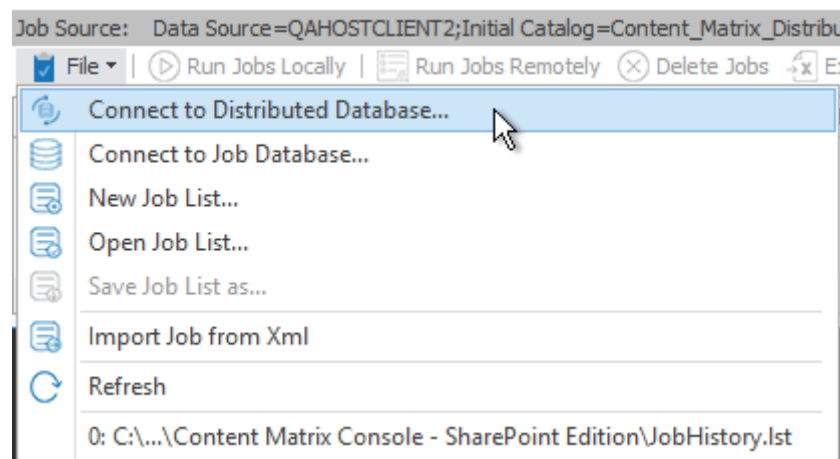 Job Source: Data Source=QAHOSTCLIENT2;Initial Catalog=Content_Matrix_Distribu
File Run Jobs Locally Run Jobs Remotely Delete Jobs
Connect to Distributed Database...
Connect to Job Database...
New Job List...
Open Job List...
Save Job List as...
Import Job from Xml
Refresh
0: C:\...\Content Matrix Console - SharePoint Edition\JobHistory.lst